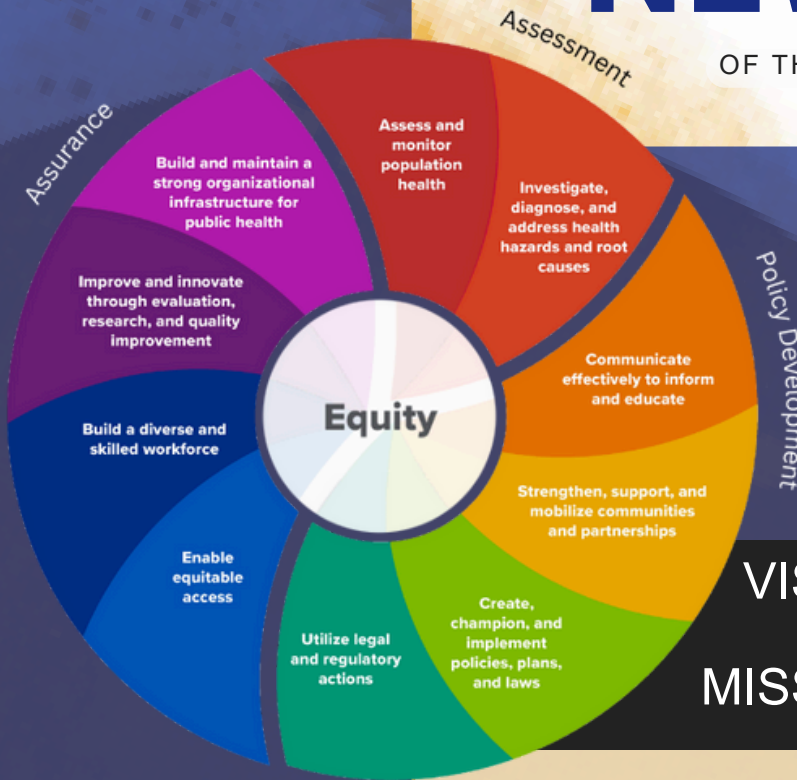 Assessment
OF TH
Assurance
Assess and
monitor
population
health
Investigate,
diagnose, and
address health
hazards and root
causes
Policy Development
Communicate
effectively to inform
and educate
Strengthen, support, and
mobilize communities
and partnerships
Create,
champion, and
implement
policies, plans,
and laws
Utilize legal
and regulatory
actions
Enable
equitable
access
Build a diverse and
skilled workforce
Improve and innovate
through evaluation,
research, and quality
improvement
Build and maintain a
strong organizational
infrastructure for
public health
Equity
VIS
MISS